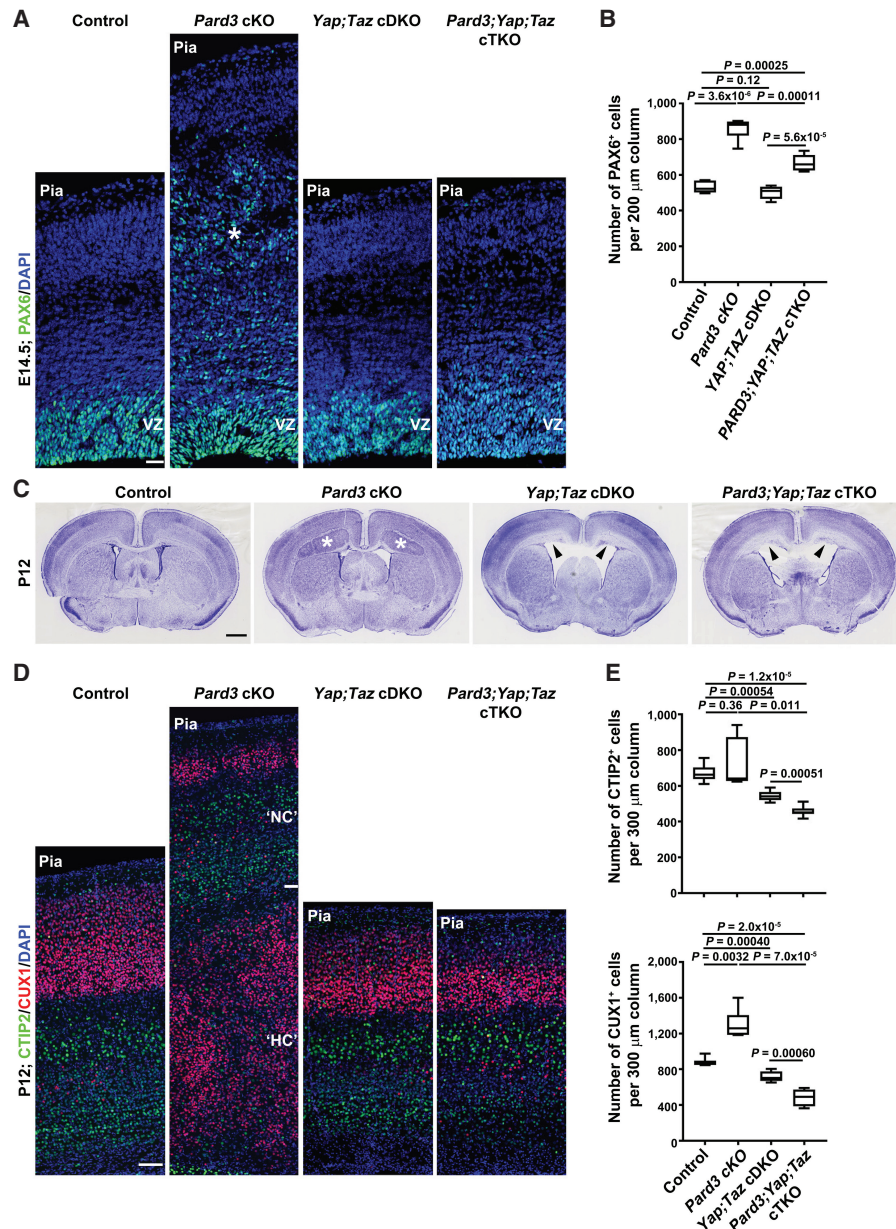 A
Control
Pard3 cKO
Yap;Taz cDKO
Pard3;Yap;Taz
cTKO
E14.5; PAX6/DAPI
Pia
Pia
Pia
Pia
*
VZ
VZ
VZ
VZ
B
P = 0.00025
P = 0.12
P = 3.6x10-6
P = 0.00011
P = 5.6x10-5
Number of PAX6+ cells
per 200 μm column
1,000
800
600
400
200
0
Control
Pard3 cKO
YAP;TAZ cDKO
PARD3;YAP;TAZ cTKO
C
Control
Pard3 cKO
Yap;Taz cDKO
Pard3;Yap;Taz cTKO
P12
*
*
D
Control
Pard3 cKO
Yap;Taz cDKO
Pard3;Yap;Taz
cTKO
P12; CTIP2/CUX1/DAPI
Pia
Pia
Pia
Pia
'NC'
'HC'
E
P = 1.2x10-5
P = 0.00054
P = 0.36
P = 0.011
P = 0.00051
Number of CTIP2+ cells
per 300 μm column
1,000
800
600
400
200
0
P = 2.0x10-5
P = 0.00040
P = 0.0032
P = 7.0x10-5
P = 0.00060
Number of CUX1+ cells
per 300 μm column
2,000
1,600
1,200
800
400
0
Control
Pard3 cKO
Yap;Taz cDKO
Pard3;Yap;Taz
cTKO